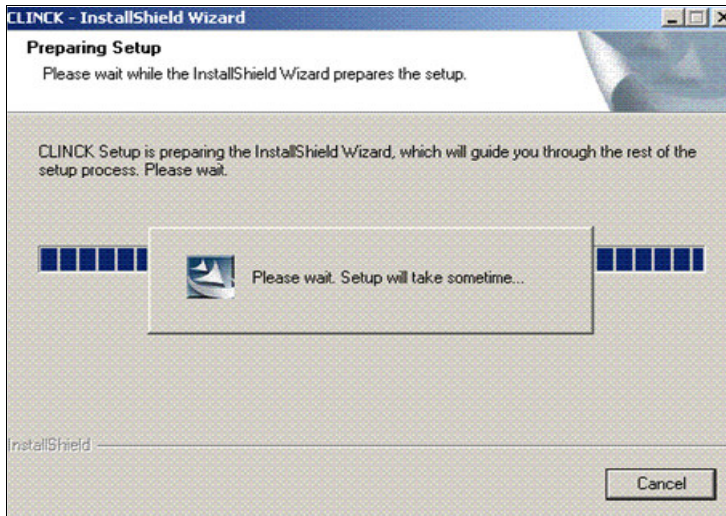 CLINCK - InstallShield Wizard
Preparing Setup
Please wait while the InstallShield Wizard prepares the setup.
CLINCK Setup is preparing the InstallShield Wizard, which will guide you through the rest of the
setup process. Please wait.
Please wait. Setup will take sometime...
InstallShield
Cancel